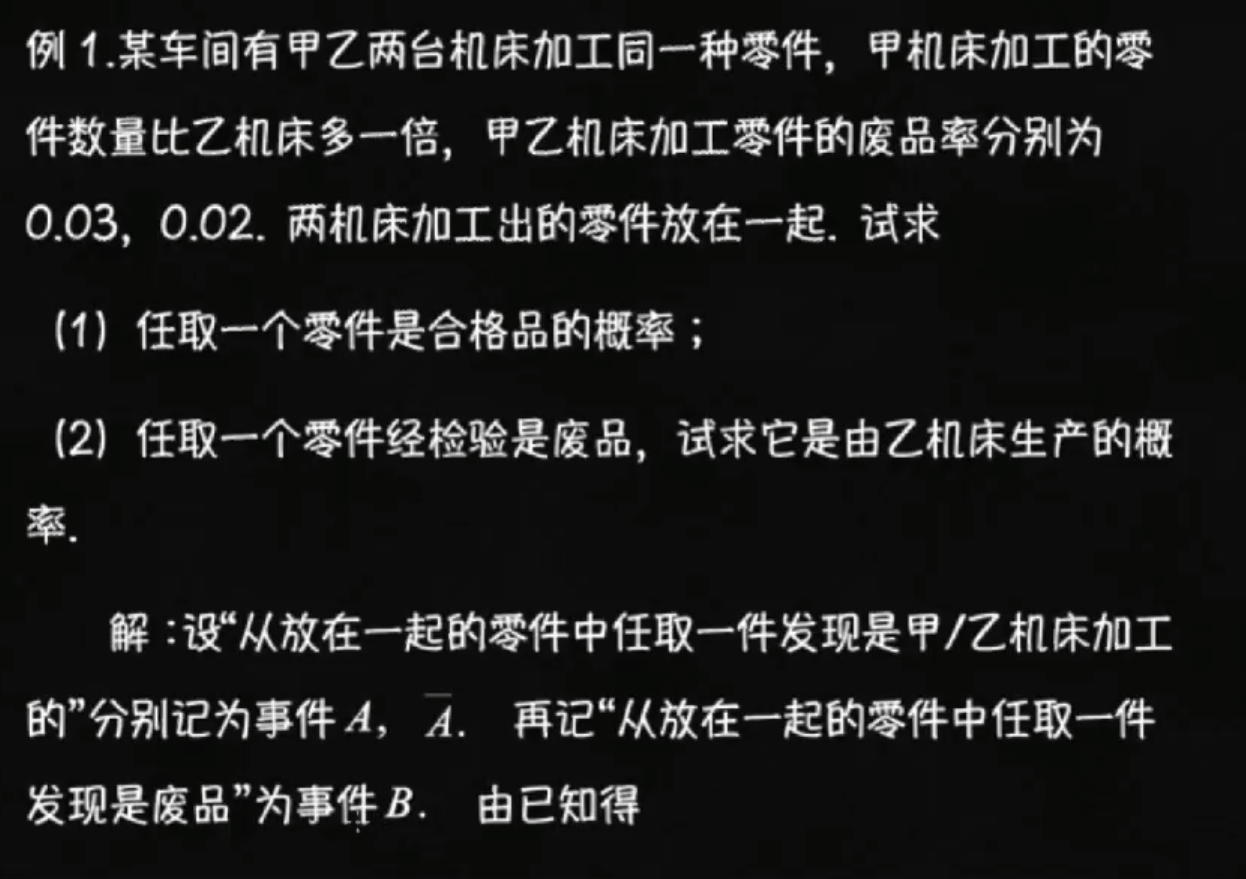 例 1.某车间有甲乙两台机床加工同一种零件，甲机床加工的零
件数量比乙机床多一倍，甲乙机床加工零件的废品率分别为
0.03，0.02. 两机床加工出的零件放在一起. 试求
(1) 任取一个零件是合格品的概率；
(2) 任取一个零件经检验是废品，试求它是由乙机床生产的概
率.
解：设“从放在一起的零件中任取一件发现是甲/乙机床加工
的”分别记为事件 A， A̅. 再记“从放在一起的零件中任取一件
发现是废品”为事件 B. 由已知得